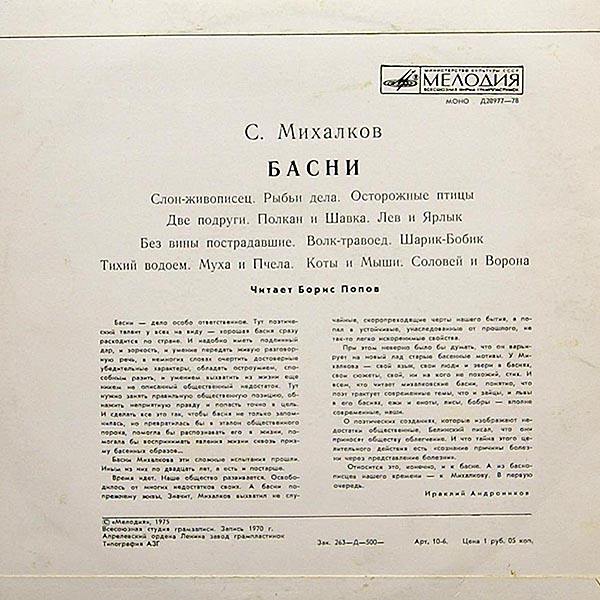 МИНИСТЕРСТВО КУЛЬТУРЫ СССР
МЕЛОДИЯ
ВСЕСОЮЗНАЯ ФИРМА ГРАМПЛАСТИНОК
МОНО Д28977—78
С. Михалков
БАСНИ
Слон-живописец. Рыбьи дела. Осторожные птицы
Две подруги. Полкан и Шавка. Лев и Ярлык
Без вины пострадавшие. Волк-травоед. Шарик-Бобик
Тихий водоем. Муха и Пчела. Коты и Мыши. Соловей и Ворона
Читает Борис Попов
Басни — дело особо ответственное. Тут поэтический
талант у всех на виду — хорошая басня сразу
расходится по стране. И надобно иметь подлинный
дар, и зоркость, и умение передать живую разговорную
речь, в немногих словах очертить достоверные
убедительные характеры, обладать остроумием, способным
разить, и умением выхватить из жизни еще
никем не описанный общественный недостаток. Тут
нужно занять правильную общественную позицию, обнажить
неприятную правду и попасть точно в цель.
И сделать все это так, чтобы басня не только запомнилась,
но превратилась бы в эталон общественного
порока, помогла бы распознать его в жизни, помогала
бы воспринимать явления жизни сквозь призму
басенных образов...
Басни Михалкова эти сложные испытания прошли.
Иным из них по двадцать лет, а есть и постарше.
Время идет. Наше общество развивается. Освободилось
от многих недостатков своих. А басни по-прежнему
живы. Значит, Михалков выхватил не случайные,
скоропреходящие черты нашего бытия, а попал
в устойчивые, унаследованные от прошлого, не
так-то легко искоренимые свойства.
При этом неверно было бы думать, что он варьирует
на новый лад старые басенные мотивы. У Михалкова
— свой язык, свои люди и звери в баснях,
свои сюжеты, свой, ни на кого не похожий, стих. И
всем, кто читает михалковские басни, понятно, что
поэт трактует современные темы, что и зайцы, и львы
в его баснях, ежи и еноты, лисы, бобры — вполне
современные, наши.
О поэтических созданиях, которые изображают недостатки
общественные, Белинский писал, что они
приносят обществу облегчение. И что тайна этого целительного
действия есть «сознание причины болезни
через представление болезни».
Относится это, конечно, и к басне. А из баснописцев
нашего времени — к Михалкову. В первую
очередь.
Ираклий Андроников
© «Мелодия», 1975
Всесоюзная студия грамзаписи. Запись 1970 г.
Апрелевский ордена Ленина завод грампластинок
Типография АЗГ Зак. 263—Д—500— Арт. 10-6. Цена 1 руб. 05 коп.